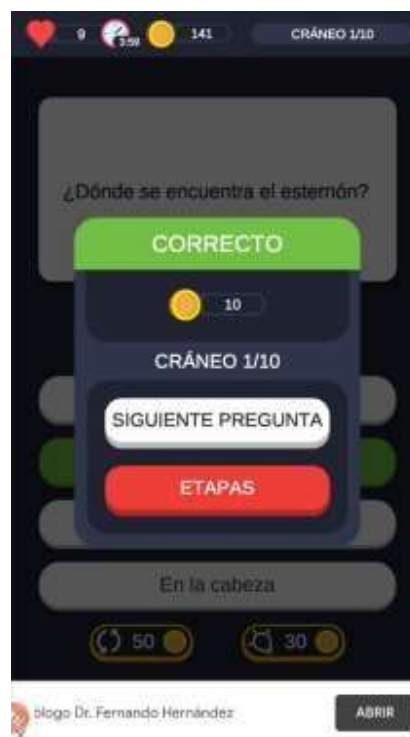 9 3:59 141 CRÁNEO 1/10
¿Dónde se encuentra el esternón?
CORRECTO
10
CRÁNEO 1/10
SIGUIENTE PREGUNTA
ETAPAS
En la cabeza
50 30
ólogo Dr. Fernando Hernández ABRIR